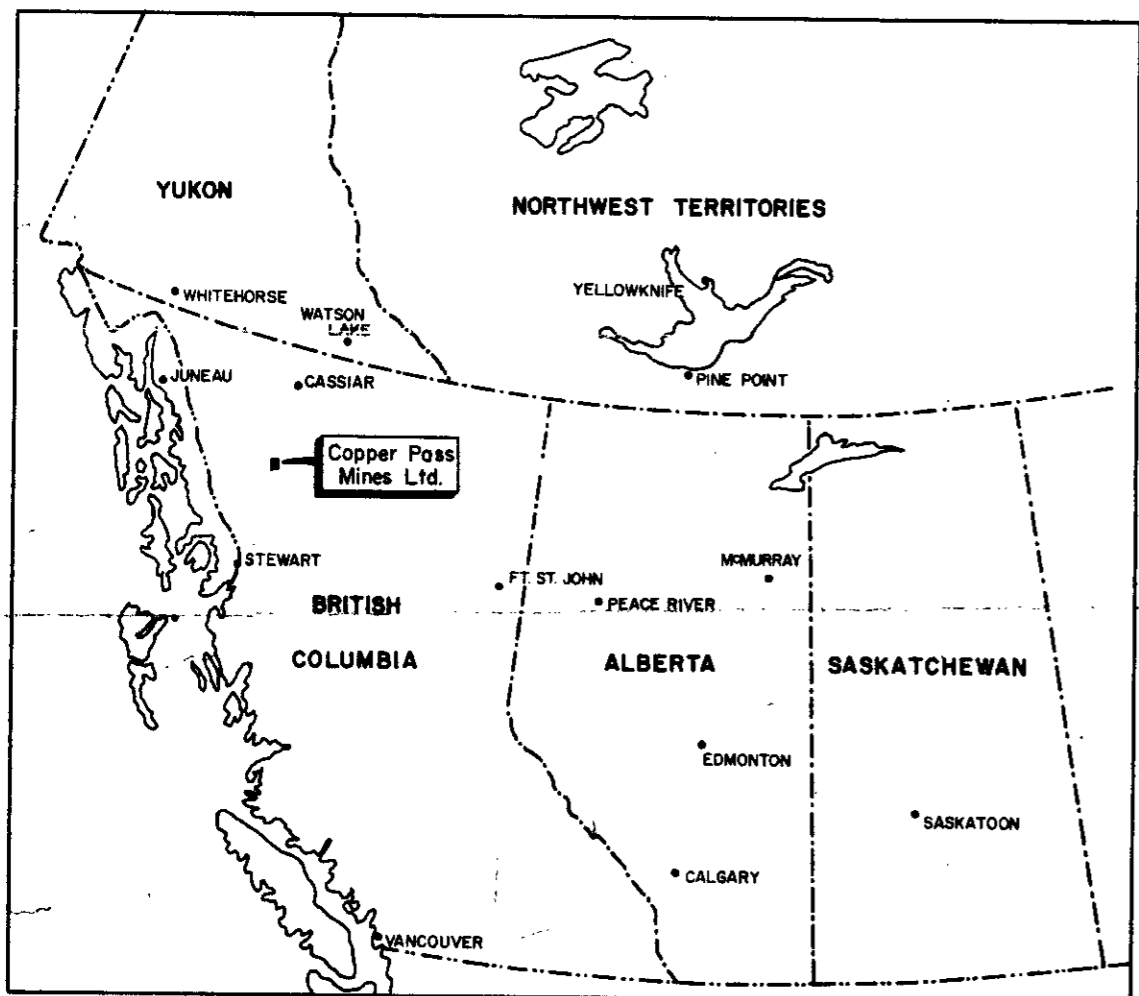 YUKON
NORTHWEST TERRITORIES
WHITEHORSE
YELLOWKNIFE
WATSON
LAKE
JUNEAU
CASSIAR
PINE POINT
Copper Pass
Mines Ltd.
STEWART
McMURRAY
FT. ST. JOHN
PEACE RIVER
BRITISH
COLUMBIA
ALBERTA
SASKATCHEWAN
EDMONTON
SASKATOON
CALGARY
VANCOUVER